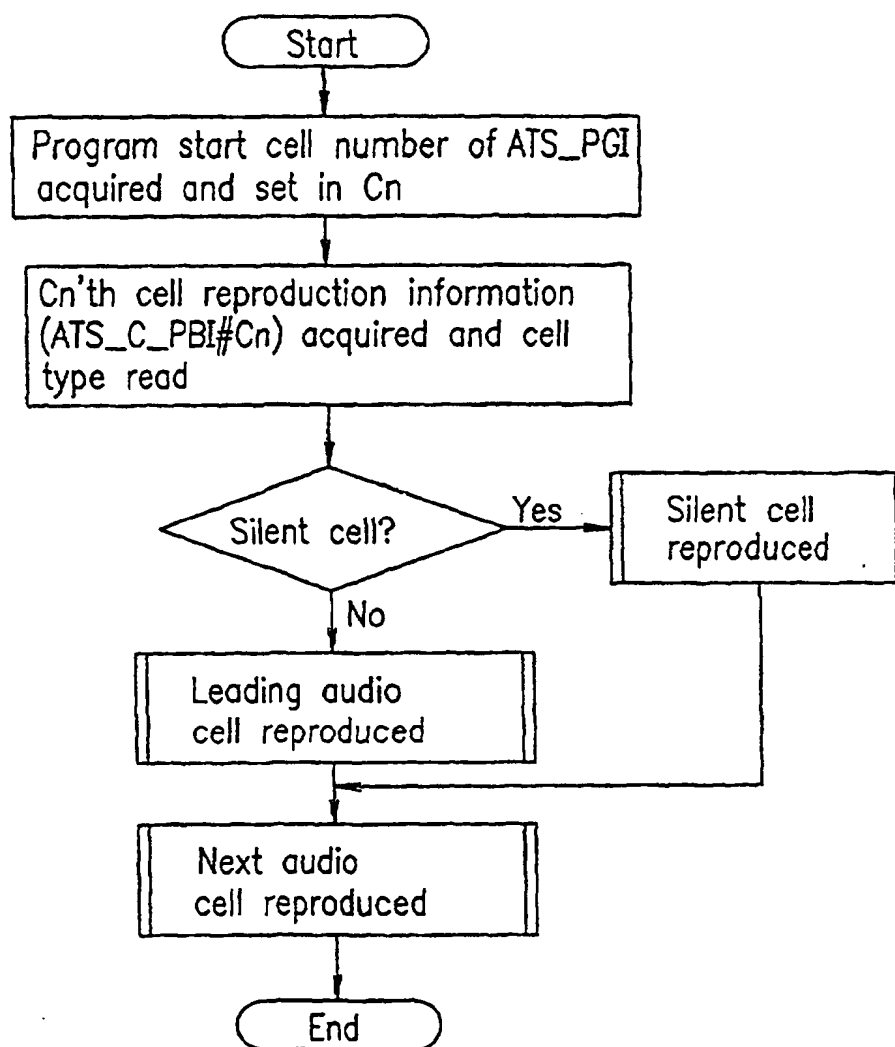 Start
Program start cell number of ATS_PGI
acquired and set in Cn
Cn'th cell reproduction information
(ATS_C_PBI#Cn) acquired and cell
type read
Silent cell?
Yes
Silent cell
reproduced
No
Leading audio
cell reproduced
Next audio
cell reproduced
End